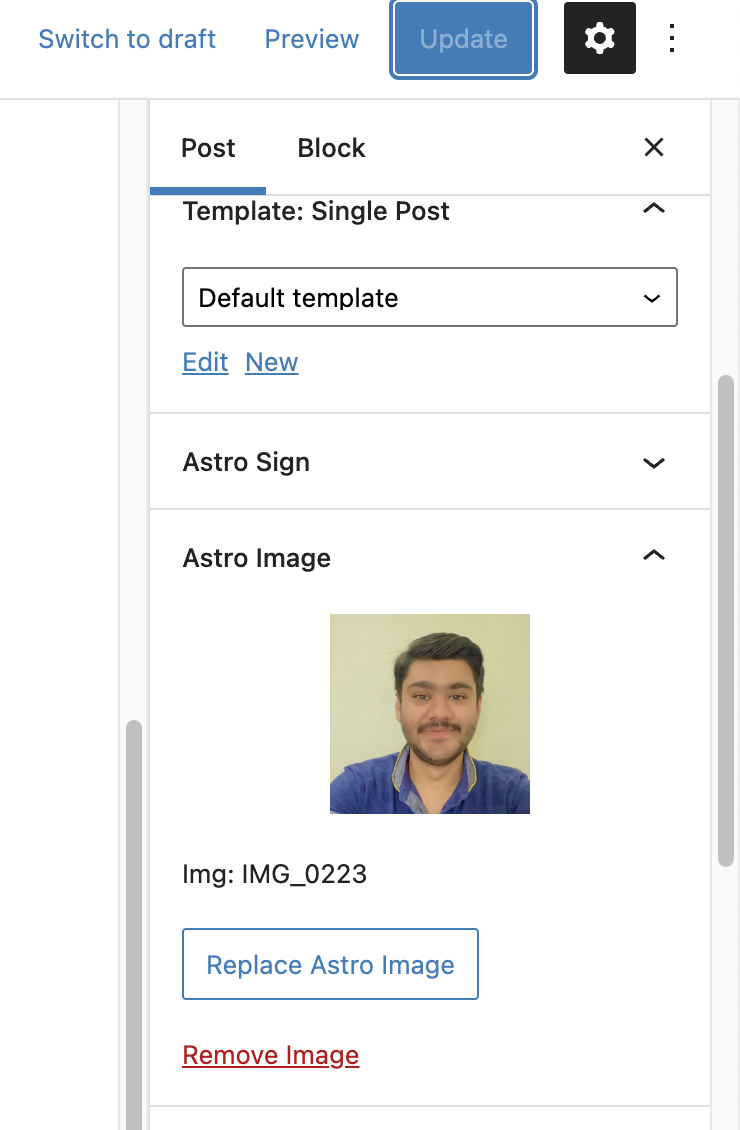 Switch to draft Preview Update
Post Block
Template: Single Post
Default template
Edit New
Astro Sign
Astro Image
Img: IMG_0223
Replace Astro Image
Remove Image